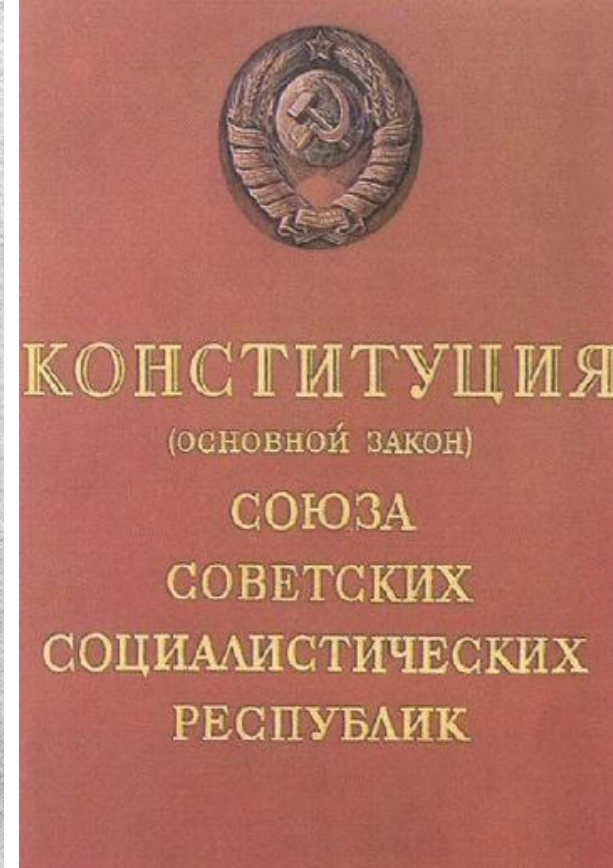 КОНСТИТУЦИЯ
(ОСНОВНОЙ ЗАКОН)
СОЮЗА
СОВЕТСКИХ
СОЦИАЛИСТИЧЕСКИХ
РЕСПУБЛИК